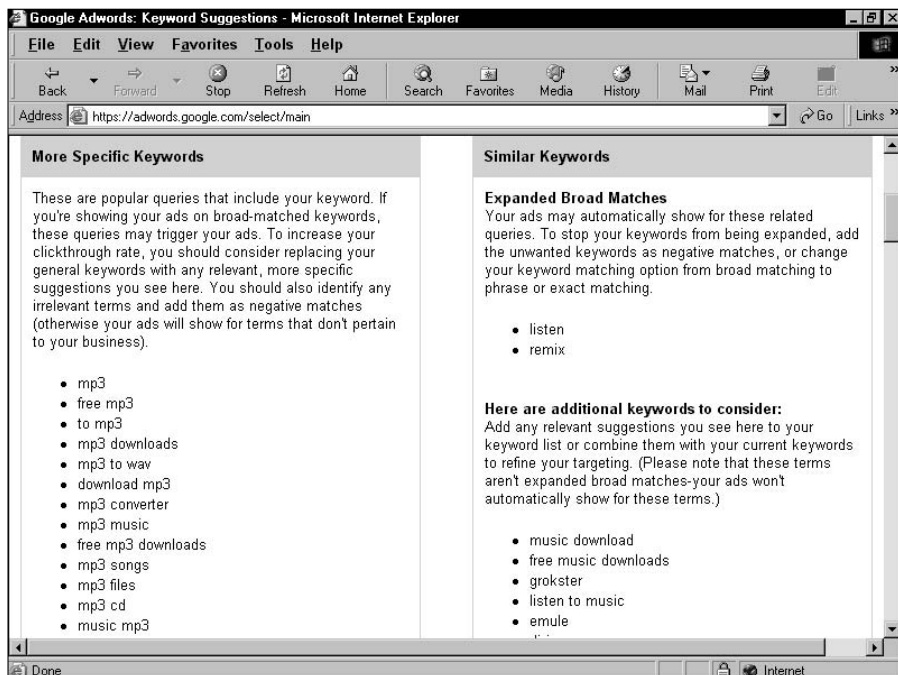 Google Adwords: Keyword Suggestions - Microsoft Internet Explorer
File Edit View Favorites Tools Help
Back Forward Stop Refresh Home Search Favorites Media History Mail Print Edit
Address https://adwords.google.com/select/main Go Links
More Specific Keywords
These are popular queries that include your keyword. If
you're showing your ads on broad-matched keywords,
these queries may trigger your ads. To increase your
clickthrough rate, you should consider replacing your
general keywords with any relevant, more specific
suggestions you see here. You should also identify any
irrelevant terms and add them as negative matches
(otherwise your ads will show for terms that don't pertain
to your business).
• mp3
• free mp3
• to mp3
• mp3 downloads
• mp3 to wav
• download mp3
• mp3 converter
• mp3 music
• free mp3 downloads
• mp3 songs
• mp3 files
• mp3 cd
• music mp3
Similar Keywords
Expanded Broad Matches
Your ads may automatically show for these related
queries. To stop your keywords from being expanded, add
the unwanted keywords as negative matches, or change
your keyword matching option from broad matching to
phrase or exact matching.
• listen
• remix
Here are additional keywords to consider:
Add any relevant suggestions you see here to your
keyword list or combine them with your current keywords
to refine your targeting. (Please note that these terms
aren't expanded broad matches-your ads won't
automatically show for these terms.)
• music download
• free music downloads
• grokster
• listen to music
• emule
Done Internet